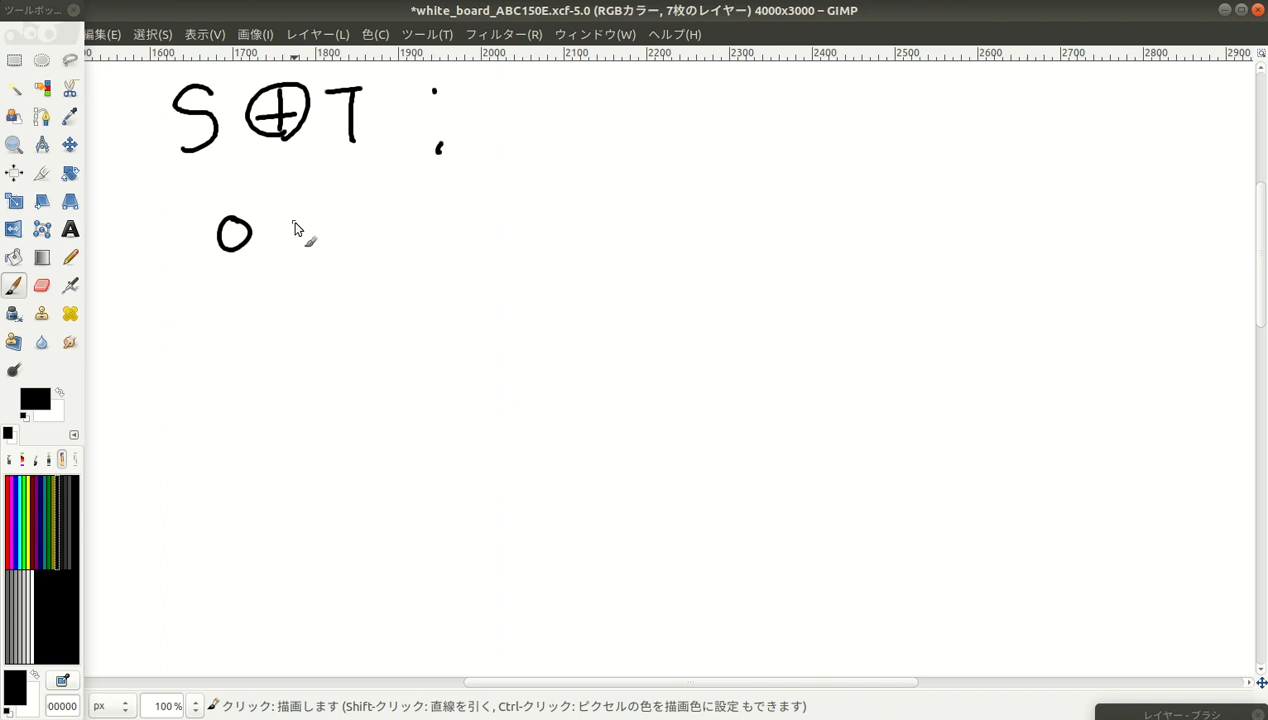 ツールボッ...
*white_board_ABC150E.xcf-5.0 (RGBカラー, 7枚のレイヤー) 4000x3000 – GIMP
編集(E) 選択(S) 表示(V) 画像(I) レイヤー(L) 色(C) ツール(T) フィルター(R) ウィンドウ(W) ヘルプ(H)
1600 1700 1800 1900 2000 2100 2200 2300 2400 2500 2600 2700 2800 2900
S ⊕ T :
0
00000 px 100 % クリック: 描画します (Shift-クリック: 直線を引く, Ctrl-クリック: ピクセルの色を描画色に設定 もできます)
レイヤー - ブラシ